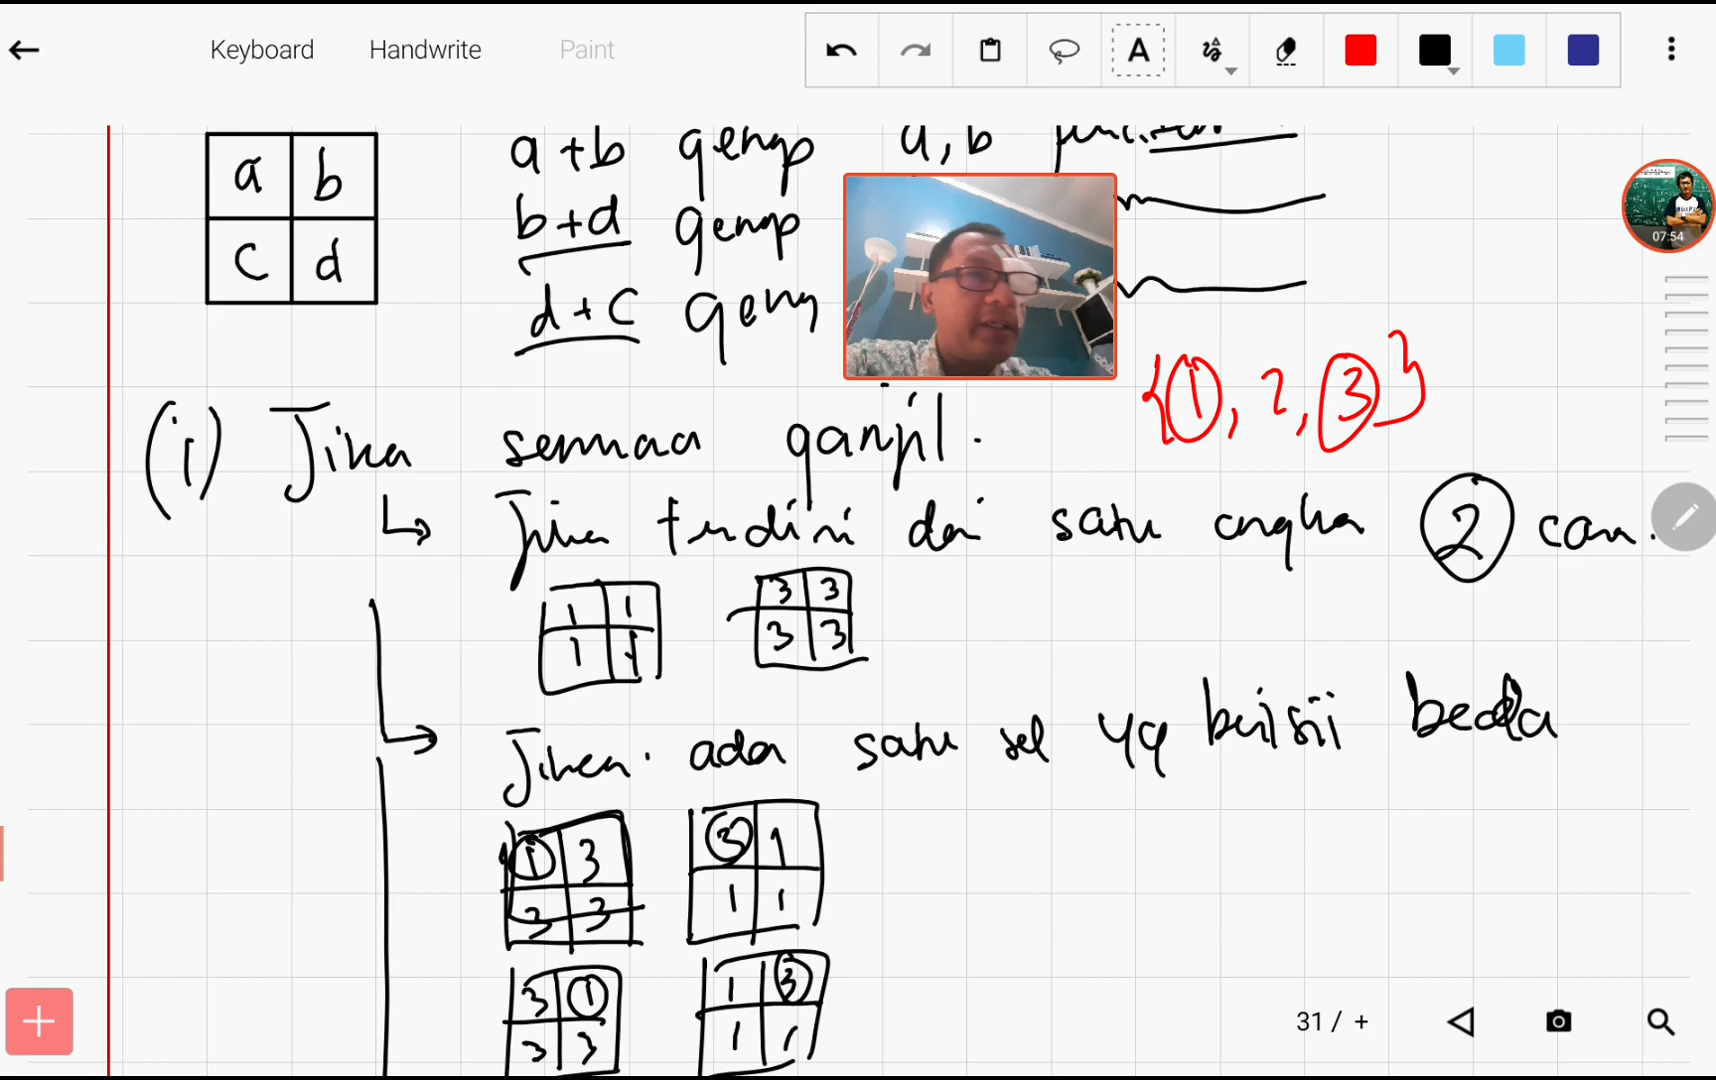 Keyboard Handwrite Paint A
a b
c d
a+b genap a, b
b+d genap
d+c genap
07:54
{1, 2, 3}
(i) Jika semua ganjil.
Jika terdiri dari satu angka 2 cara.
1 1
1 1
3 3
3 3
Jika ada satu sel yg berisi beda
1 3
3 3
3 1
1 1
3 1
3 3
1 3
1 1
31 / +